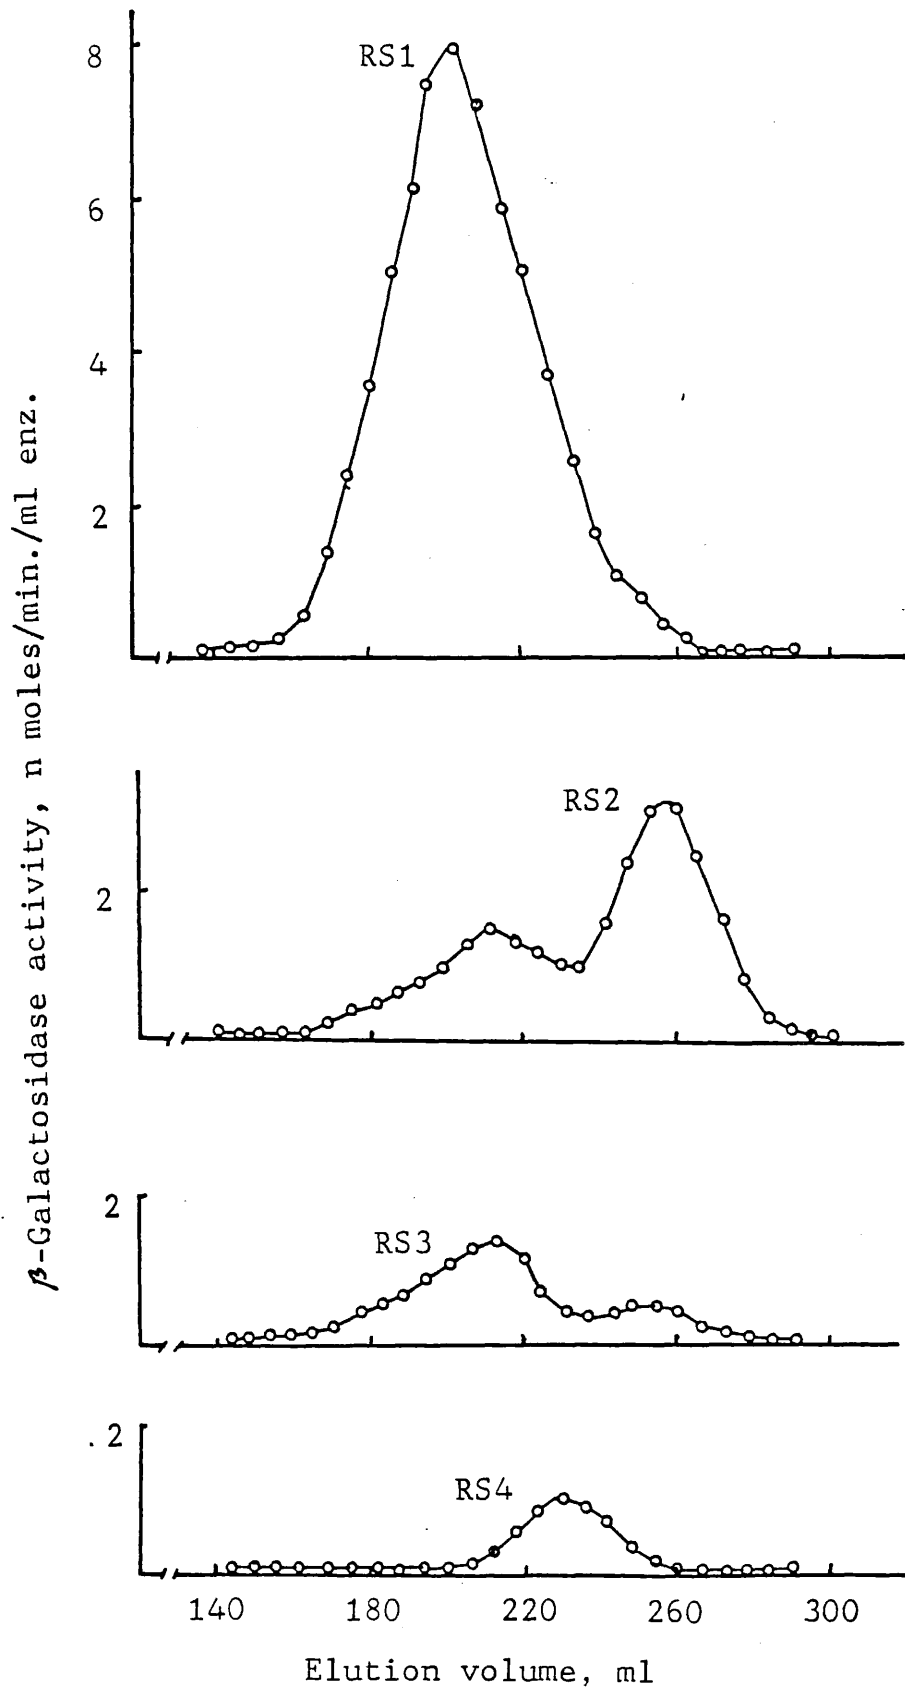 β-Galactosidase activity, n moles/min./ml enz.
8
RS1
6
4
2
RS2
2
2
RS3
.2
RS4
140 180 220 260 300
Elution volume, ml